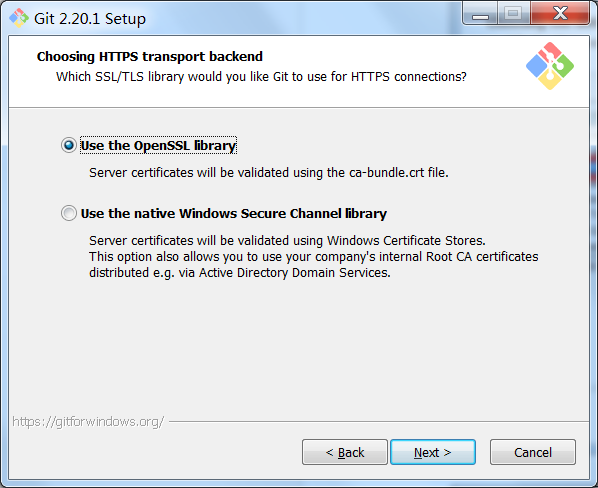 Git 2.20.1 Setup
Choosing HTTPS transport backend
Which SSL/TLS library would you like Git to use for HTTPS connections?
Use the OpenSSL library
Server certificates will be validated using the ca-bundle.crt file.
Use the native Windows Secure Channel library
Server certificates will be validated using Windows Certificate Stores.
This option also allows you to use your company's internal Root CA certificates
distributed e.g. via Active Directory Domain Services.
https://gitforwindows.org/
< Back Next > Cancel